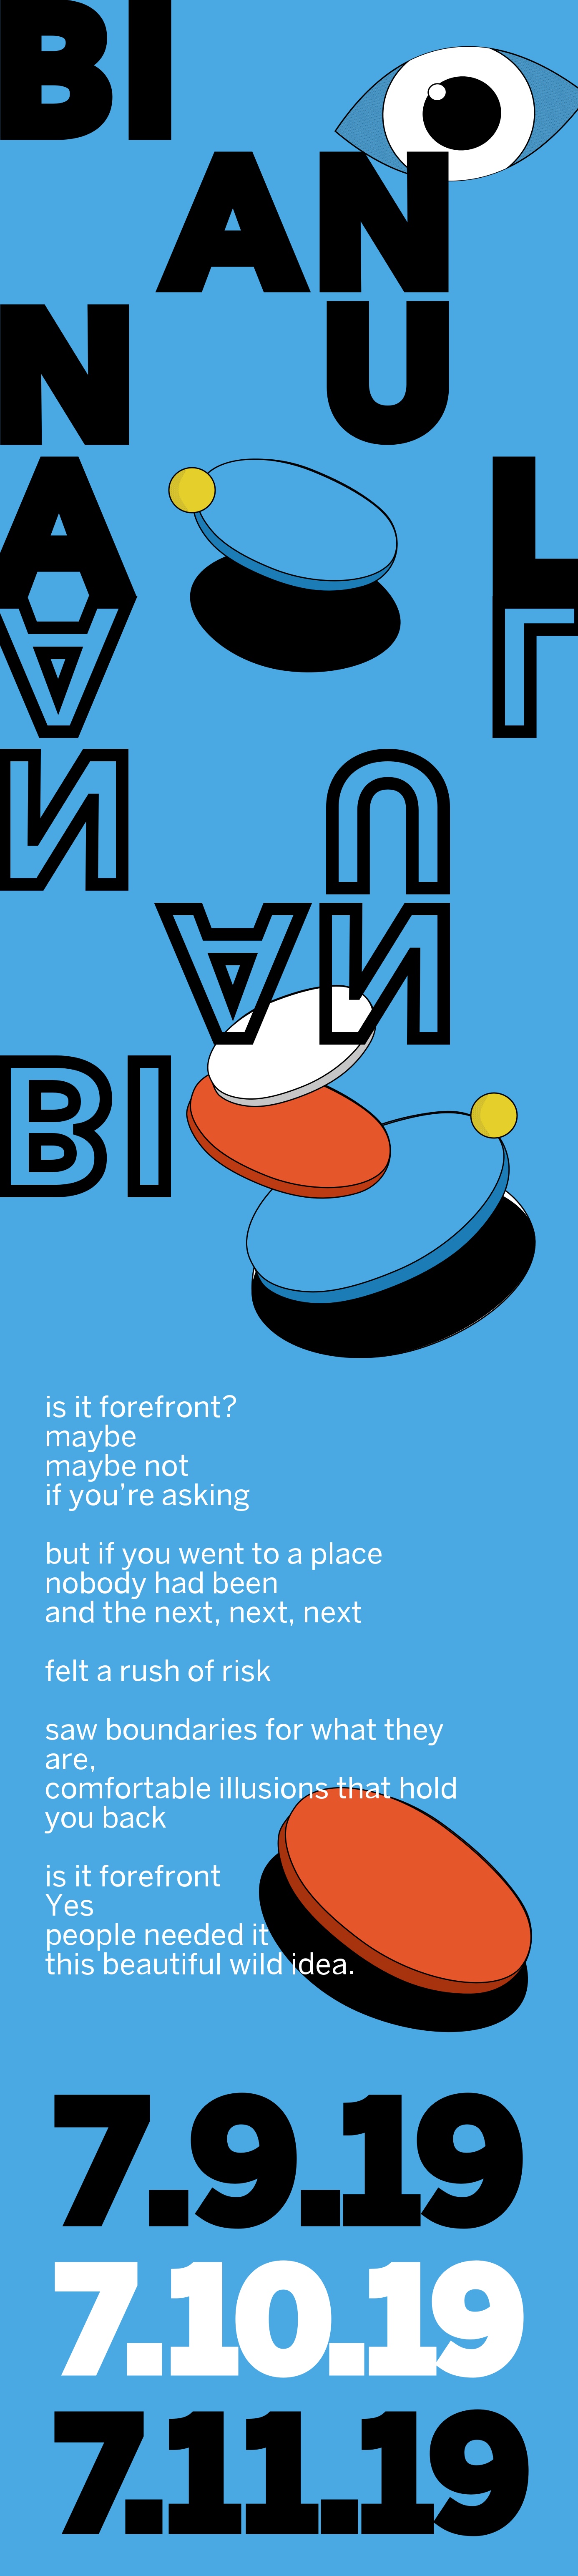 BI
AN
N U
A L
A L
N U
AN
BI
is it forefront?
maybe
maybe not
if you’re asking
but if you went to a place
nobody had been
and the next, next, next
felt a rush of risk
saw boundaries for what they
are,
comfortable illusions that hold
you back
is it forefront
Yes
people needed it
this beautiful wild idea.
7.9.19
7.10.19
7.11.19